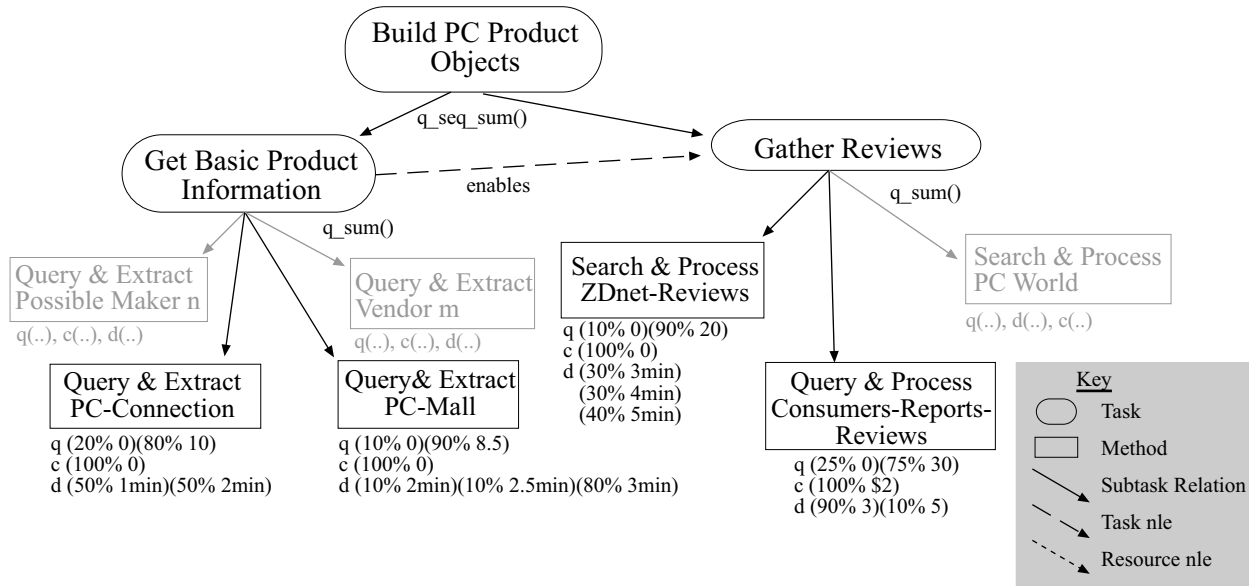 Build PC Product
Objects
q_seq_sum()
Get Basic Product
Information
enables
Gather Reviews
q_sum()
q_sum()
Query & Extract
Possible Maker n
q(..), c(..), d(..)
Query & Extract
Vendor m
q(..), c(..), d(..)
Search & Process
ZDnet-Reviews
q (10% 0)(90% 20)
c (100% 0)
d (30% 3min)
(30% 4min)
(40% 5min)
Search & Process
PC World
q(..), d(..), c(..)
Query & Extract
PC-Connection
q (20% 0)(80% 10)
c (100% 0)
d (50% 1min)(50% 2min)
Query& Extract
PC-Mall
q (10% 0)(90% 8.5)
c (100% 0)
d (10% 2min)(10% 2.5min)(80% 3min)
Query & Process
Consumers-Reports-
Reviews
q (25% 0)(75% 30)
c (100% $2)
d (90% 3)(10% 5)
Key
Task
Method
Subtask Relation
Task nle
Resource nle